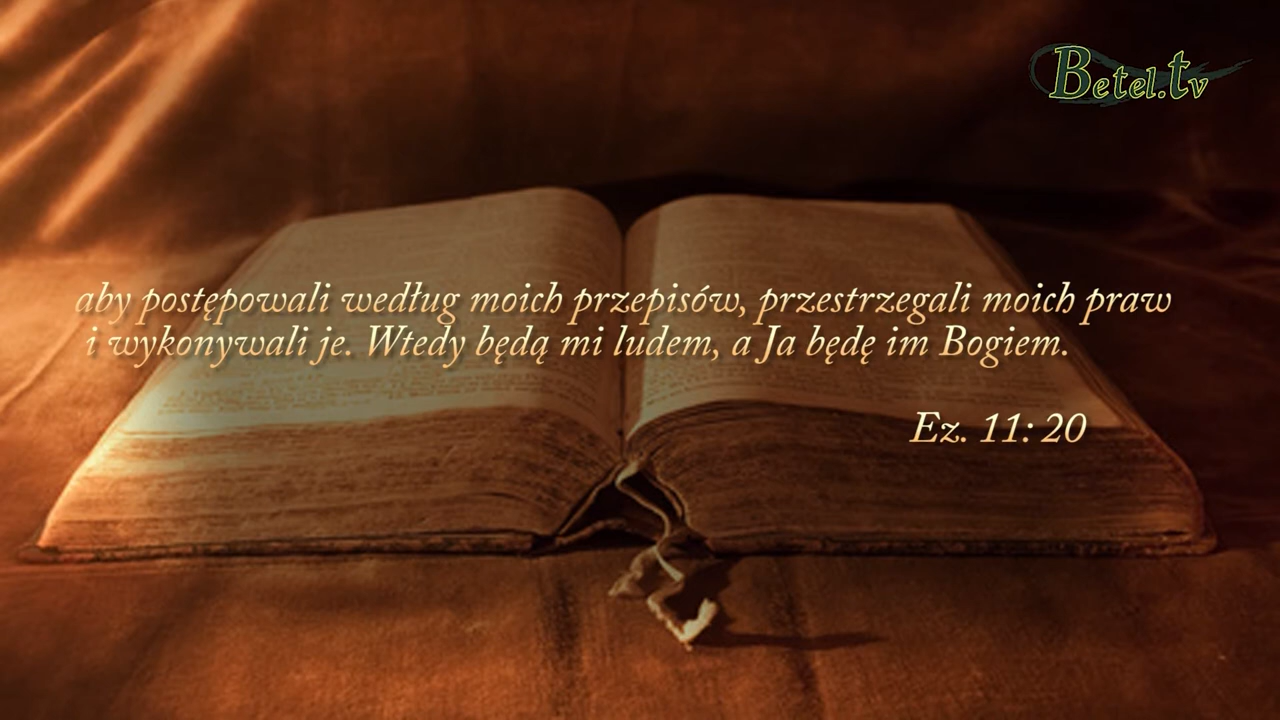 Betel.tv
aby postępowali według moich przepisów, przestrzegali moich praw
i wykonywali je. Wtedy będą mi ludem, a Ja będę im Bogiem.
Ez. 11: 20